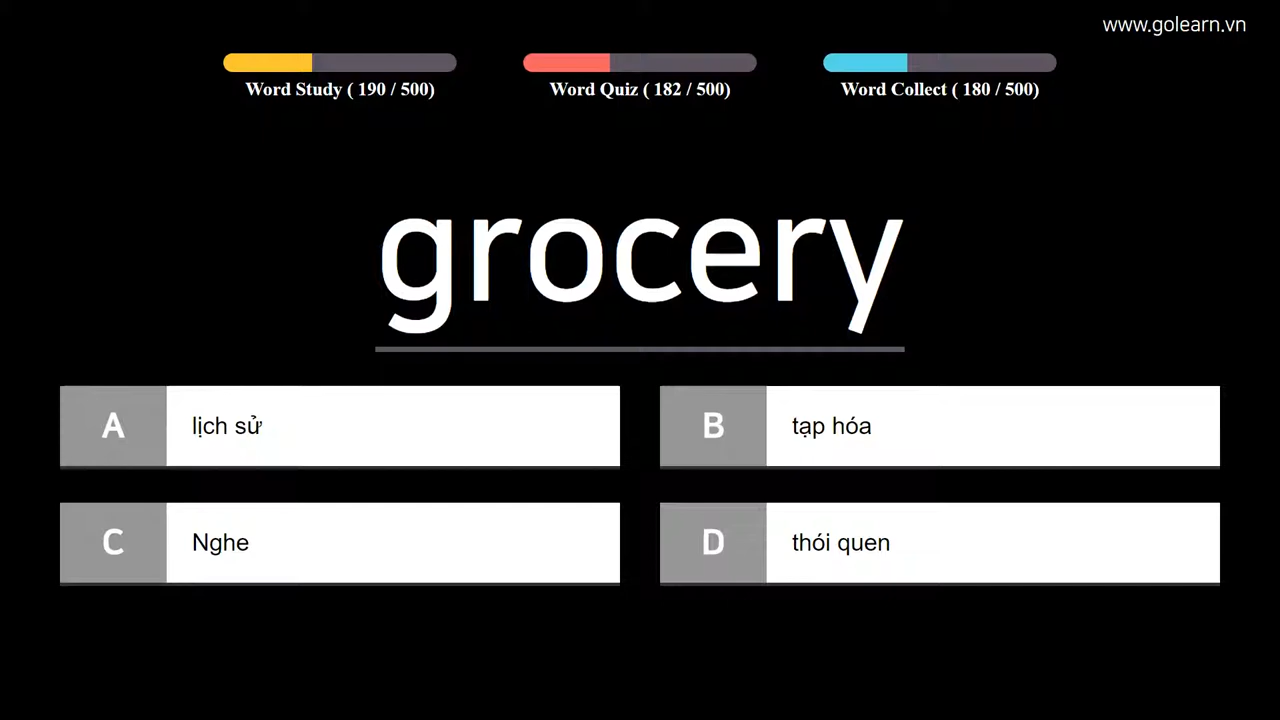 www.golearn.vn
Word Study ( 190 / 500)
Word Quiz ( 182 / 500)
Word Collect ( 180 / 500)
grocery
A lịch sử
B tạp hóa
C Nghe
D thói quen